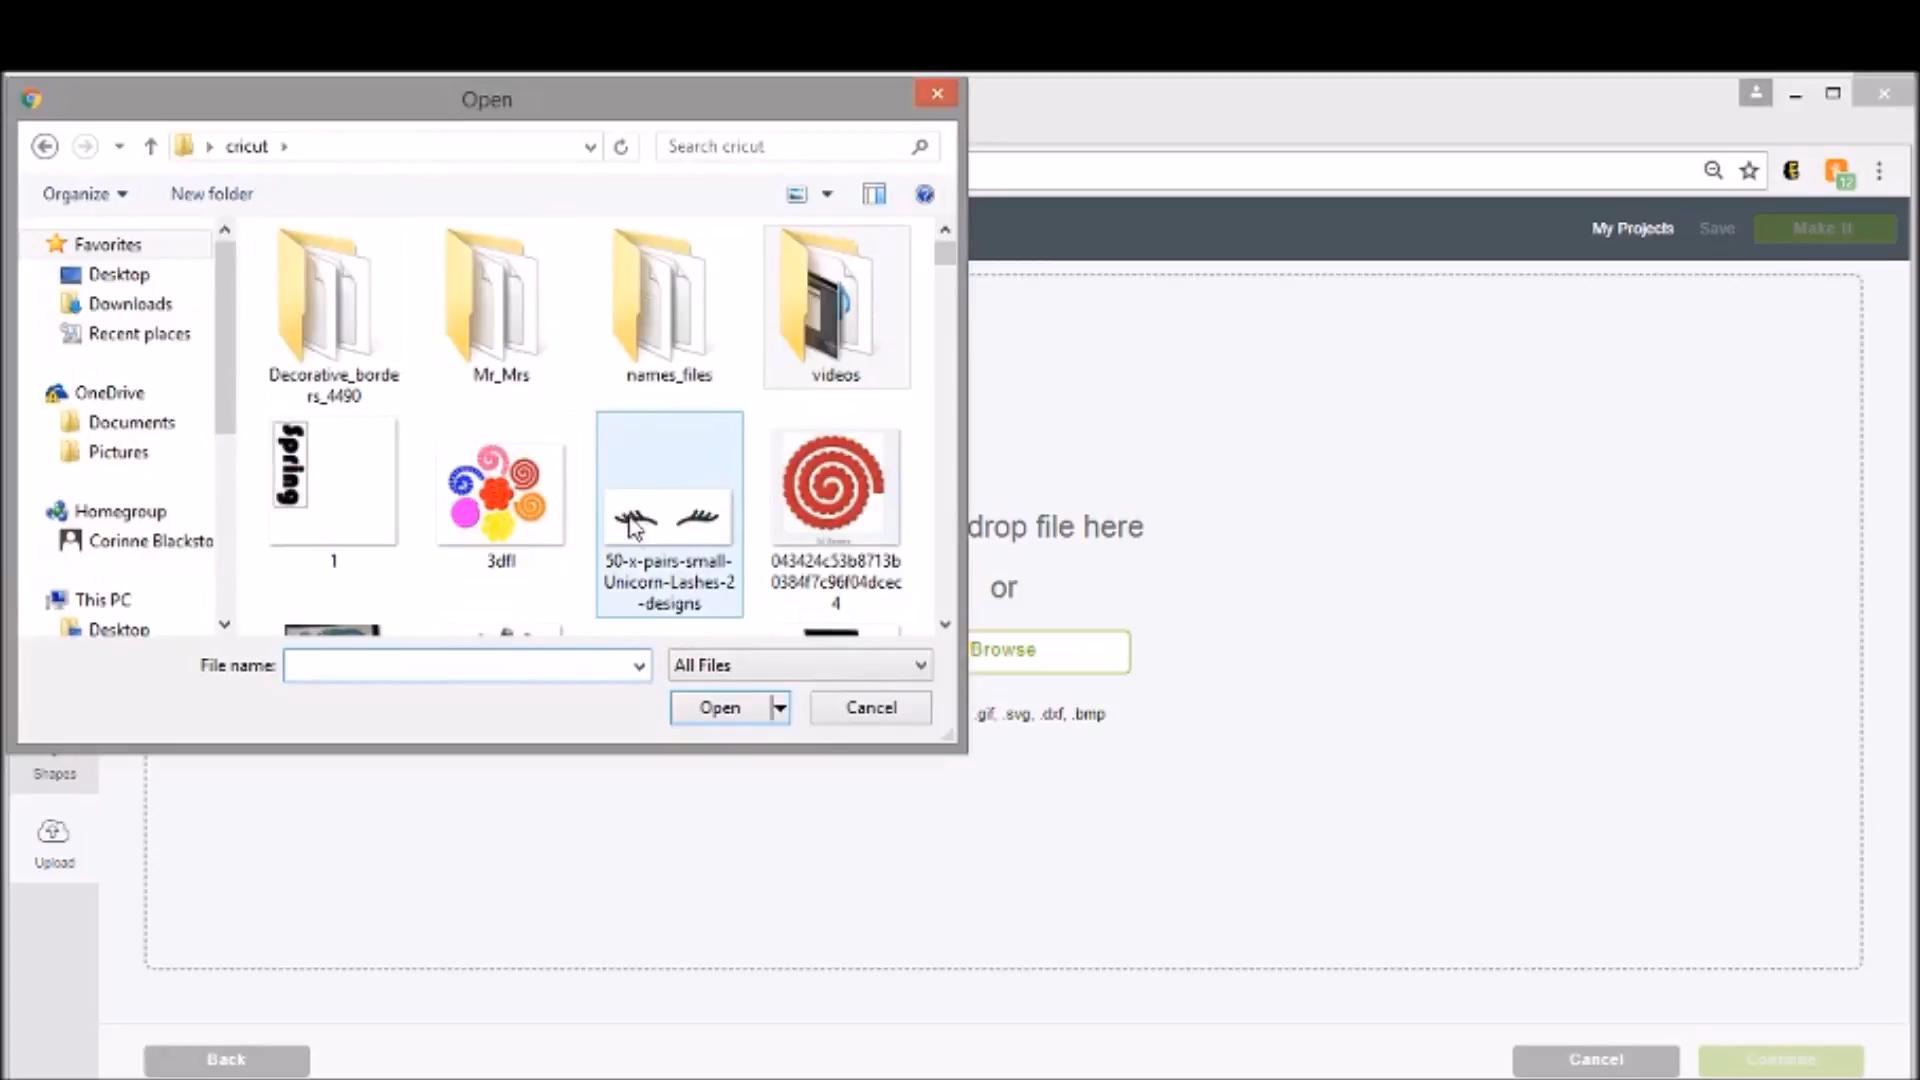 Open
cricut
Search cricut
Organize
New folder
Favorites
Desktop
Downloads
Recent places
OneDrive
Documents
Pictures
Homegroup
Corinne Blacksto
This PC
Desktop
Decorative_borde
rs_4490
Mr_Mrs
names_files
videos
Spring
1
3dfl
50-x-pairs-small-
Unicorn-Lashes-2
-designs
043424c53b8713b
0384f7c96f04dcec
4
File name:
All Files
Open
Cancel
12
My Projects
Save
Make It
drop file here
or
Browse
.gif, .svg, .dxf, .bmp
Shapes
Upload
Back
Cancel
Continue